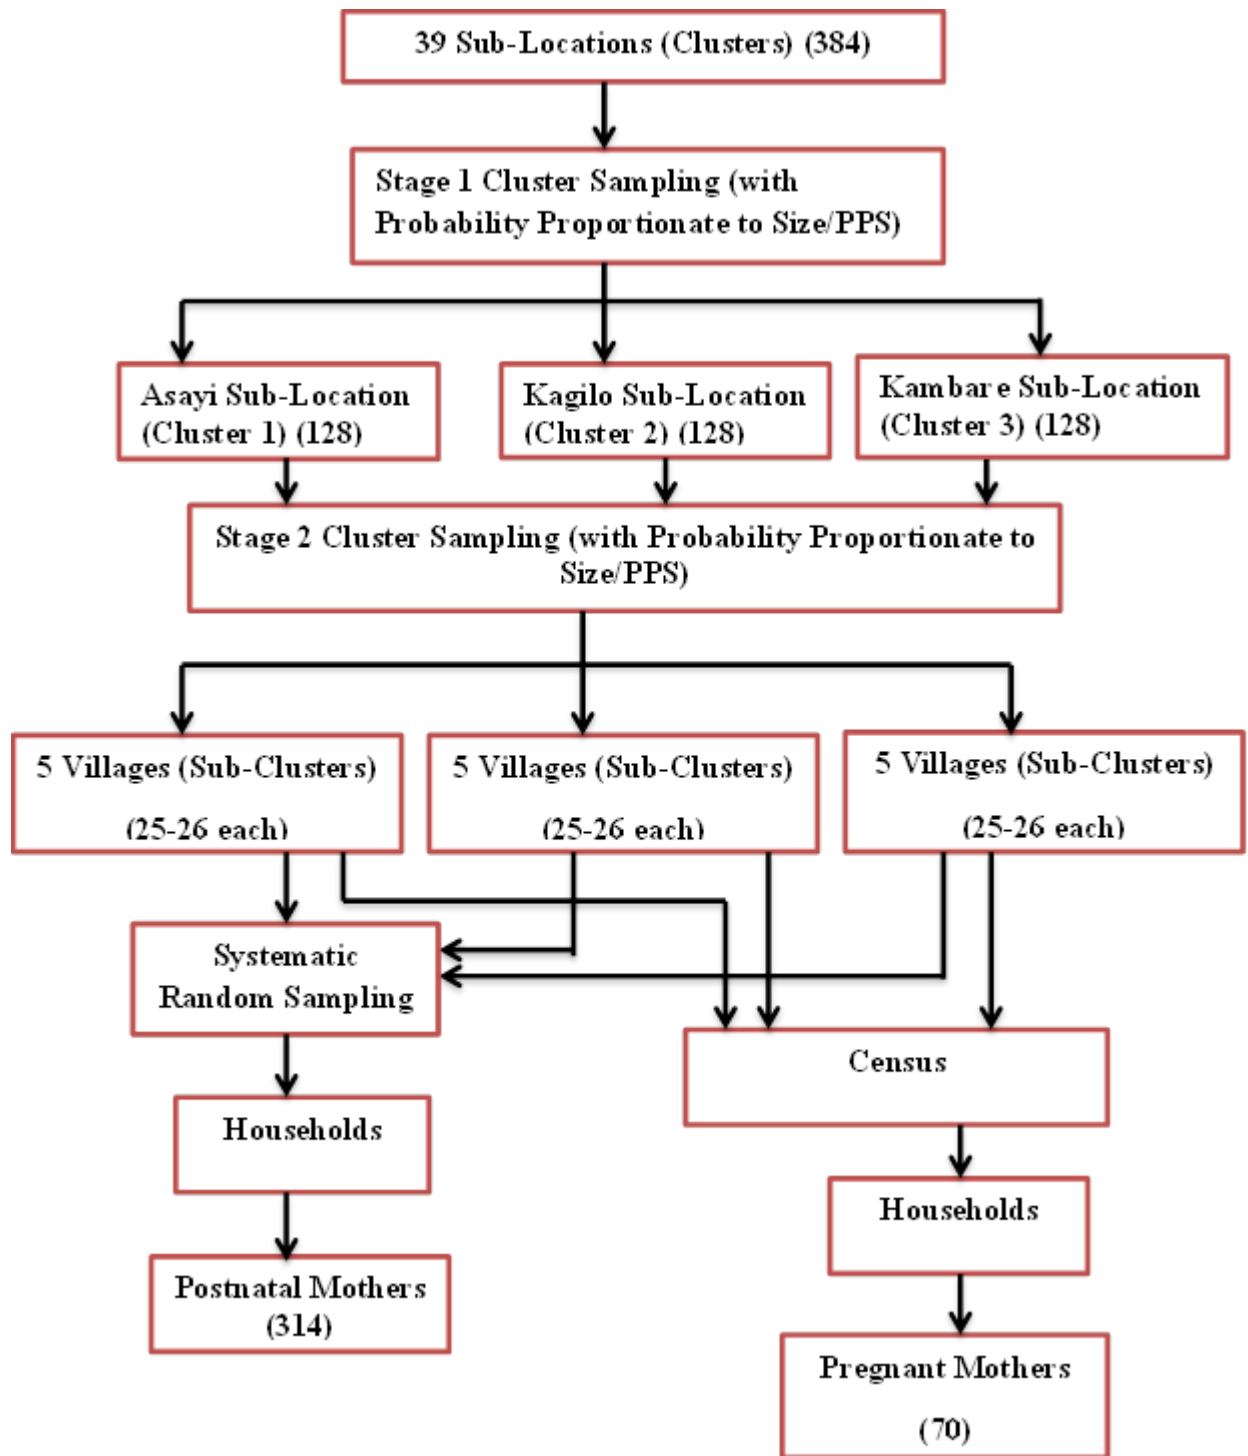 39 Sub-Locations (Clusters) (384)
Stage 1 Cluster Sampling (with
Probability Proportionate to Size/PPS)
Asayi Sub-Location
(Cluster 1) (128)
Kagilo Sub-Location
(Cluster 2) (128)
Kambare Sub-Location
(Cluster 3) (128)
Stage 2 Cluster Sampling (with Probability Proportionate to
Size/PPS)
5 Villages (Sub-Clusters)
(25-26 each)
5 Villages (Sub-Clusters)
(25-26 each)
5 Villages (Sub-Clusters)
(25-26 each)
Systematic
Random Sampling
Census
Households
Households
Postnatal Mothers
(314)
Pregnant Mothers
(70)